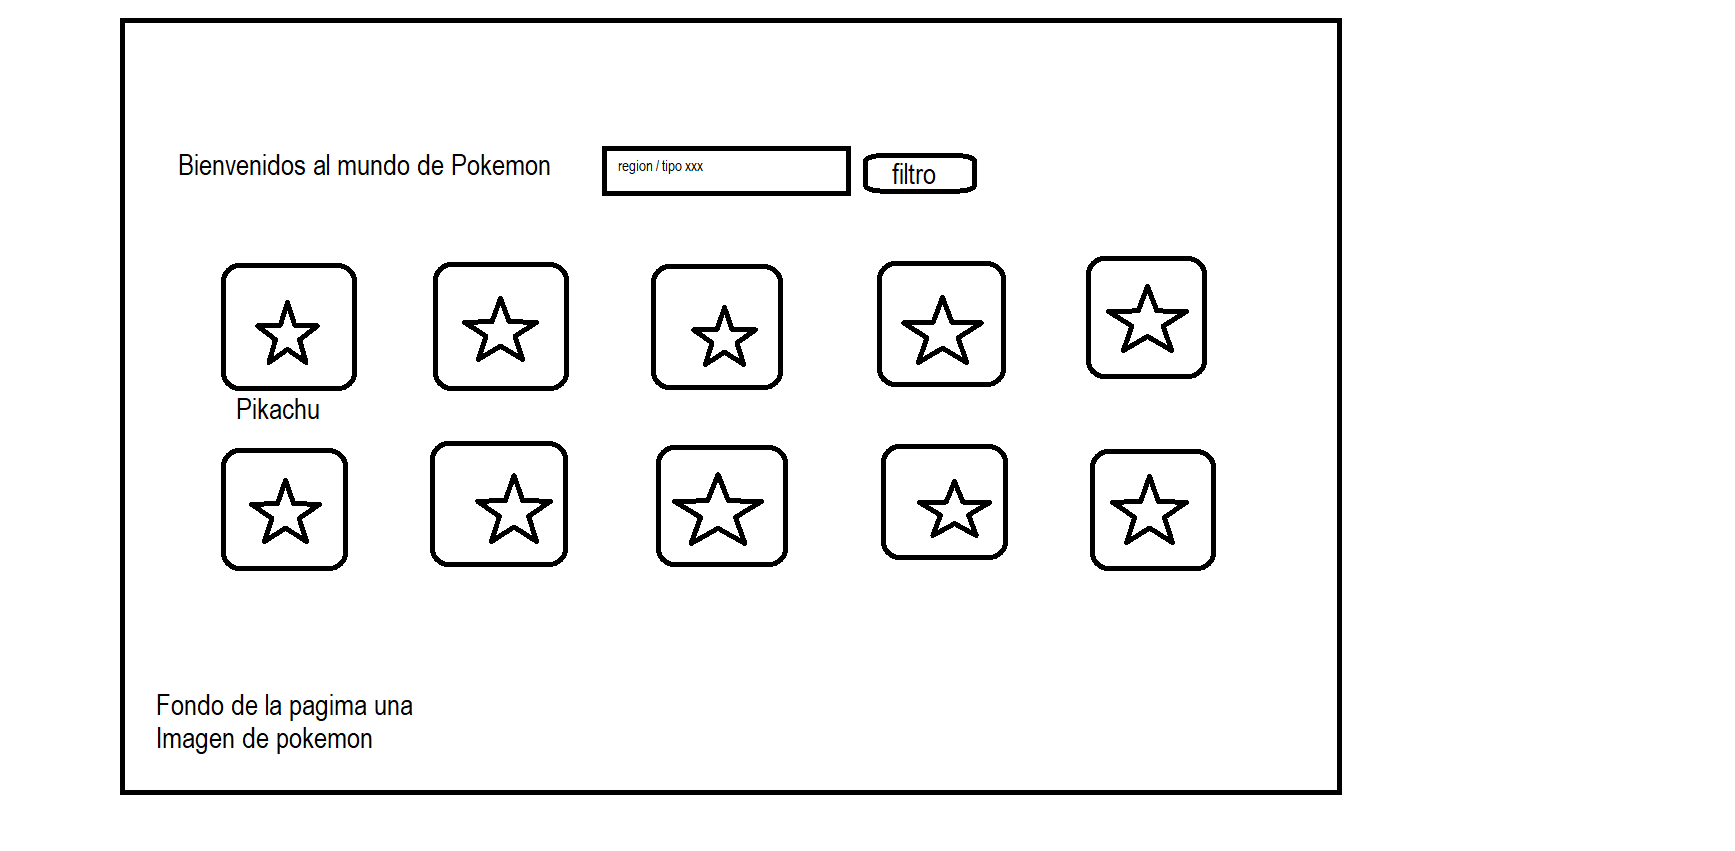 Bienvenidos al mundo de Pokemon
region / tipo xxx
filtro
Pikachu
Fondo de la pagima una
Imagen de pokemon